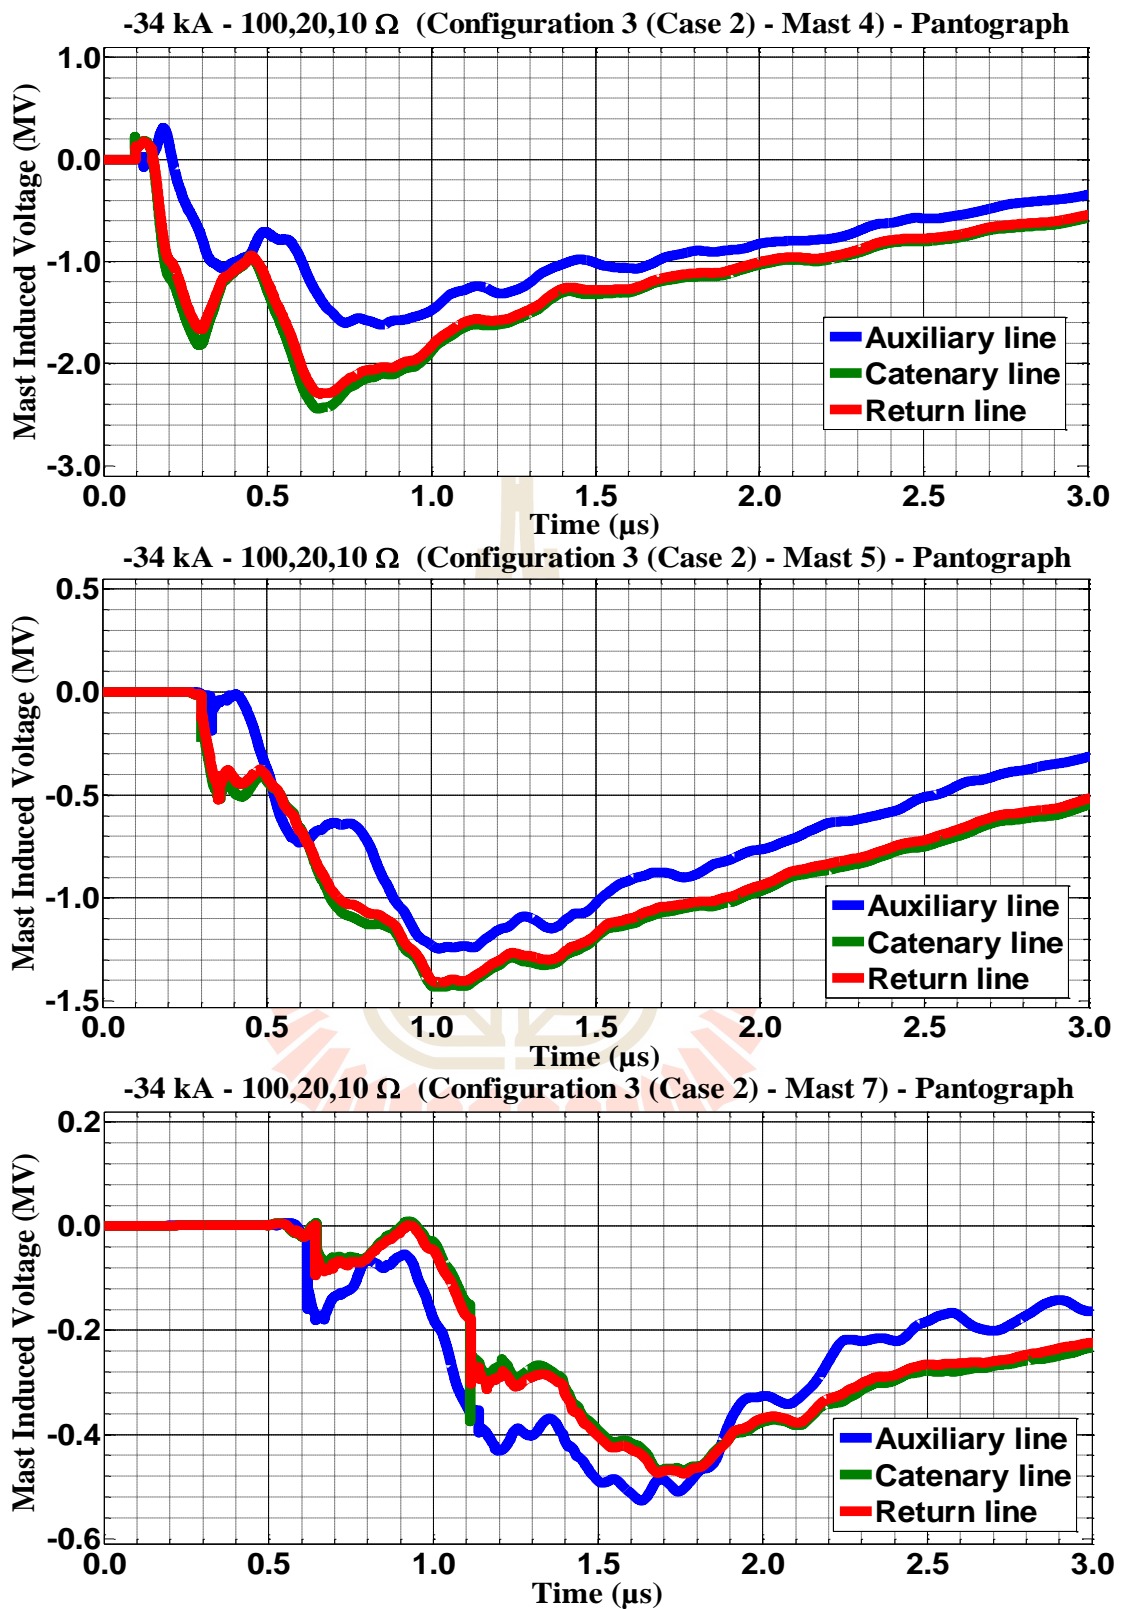 -34 kA - 100,20,10 Ω (Configuration 3 (Case 2) - Mast 4) - Pantograph
Mast Induced Voltage (MV)
1.0
0.0
-1.0
-2.0
-3.0
Auxiliary line
Catenary line
Return line
0.0 0.5 1.0 1.5 2.0 2.5 3.0
Time (µs)
-34 kA - 100,20,10 Ω (Configuration 3 (Case 2) - Mast 5) - Pantograph
Mast Induced Voltage (MV)
0.5
0.0
-0.5
-1.0
-1.5
Auxiliary line
Catenary line
Return line
0.0 0.5 1.0 1.5 2.0 2.5 3.0
Time (µs)
-34 kA - 100,20,10 Ω (Configuration 3 (Case 2) - Mast 7) - Pantograph
Mast Induced Voltage (MV)
0.2
0.0
-0.2
-0.4
-0.6
Auxiliary line
Catenary line
Return line
0.0 0.5 1.0 1.5 2.0 2.5 3.0
Time (µs)